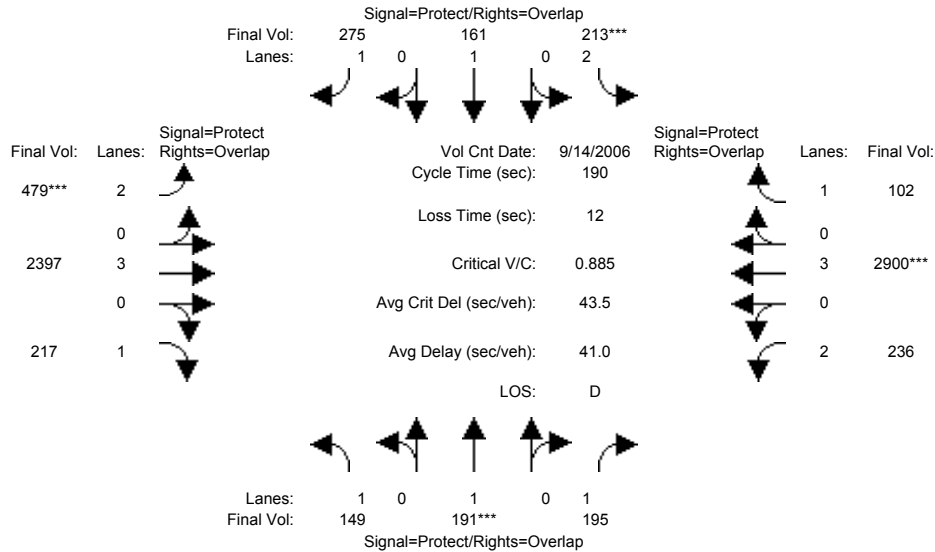 Signal=Protect/Rights=Overlap
Final Vol: 275 161 213***
Lanes: 1 0 1 0 2
Signal=Protect Signal=Protect
Final Vol: Lanes: Rights=Overlap Vol Cnt Date: 9/14/2006 Rights=Overlap Lanes: Final Vol:
Cycle Time (sec): 190
479*** 2 1 102
Loss Time (sec): 12
0 0
2397 3 Critical V/C: 0.885 3 2900***
0 Avg Crit Del (sec/veh): 43.5 0
217 1 Avg Delay (sec/veh): 41.0 2 236
LOS: D
Lanes: 1 0 1 0 1
Final Vol: 149 191*** 195
Signal=Protect/Rights=Overlap